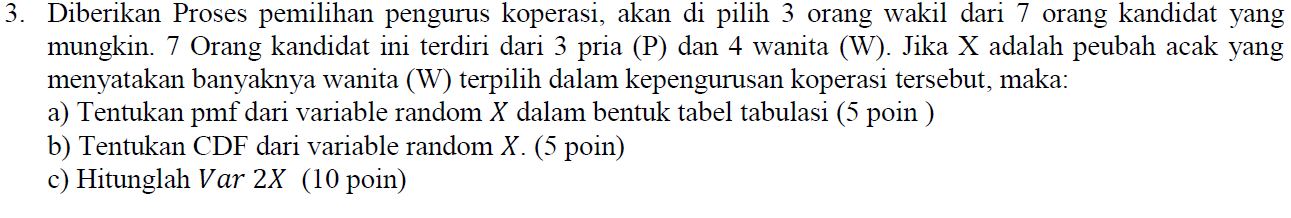 3. Diberikan Proses pemilihan pengurus koperasi, akan di pilih 3 orang wakil dari 7 orang kandidat yang
mungkin. 7 Orang kandidat ini terdiri dari 3 pria (P) dan 4 wanita (W). Jika X adalah peubah acak yang
menyatakan banyaknya wanita (W) terpilih dalam kepengurusan koperasi tersebut, maka:
a) Tentukan pmf dari variable random X dalam bentuk tabel tabulasi (5 poin )
b) Tentukan CDF dari variable random X. (5 poin)
c) Hitunglah Var 2X (10 poin)